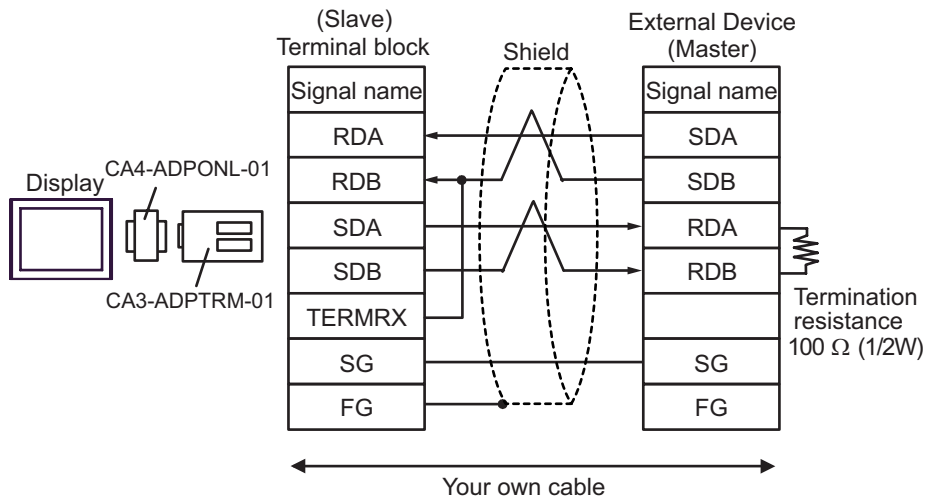 (Slave)
Terminal block
Shield
External Device
(Master)
Signal name
Signal name
RDA
SDA
RDB
SDB
SDA
RDA
SDB
RDB
TERMRX
SG
SG
FG
FG
Display
CA4-ADPONL-01
CA3-ADPTRM-01
Termination
resistance
100 Ω (1/2W)
Your own cable